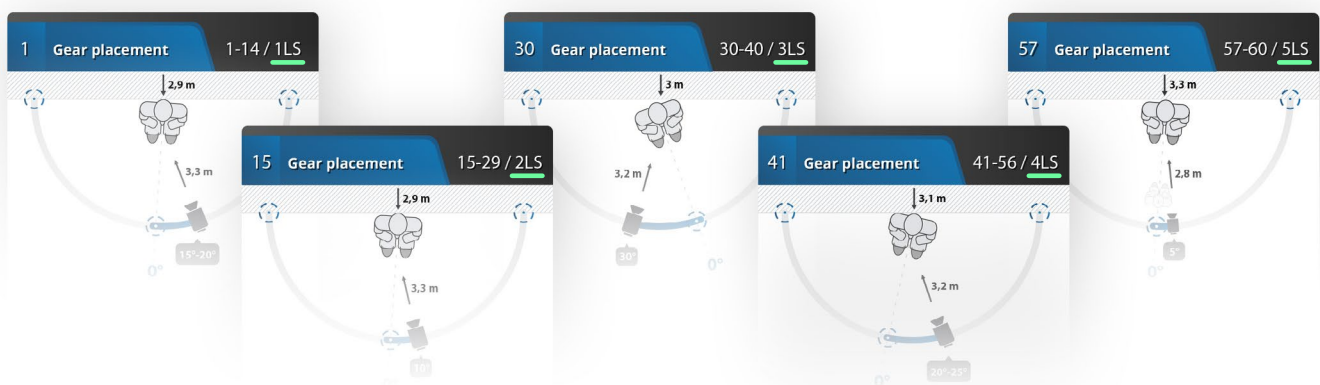 1 Gear placement 1-14 / 1LS
2,9 m
3,3 m
15°-20°
0°
15 Gear placement 15-29 / 2LS
2,9 m
3,3 m
10°
0°
30 Gear placement 30-40 / 3LS
3 m
3,2 m
30°
0°
41 Gear placement 41-56 / 4LS
3,1 m
3,2 m
20°-25°
0°
57 Gear placement 57-60 / 5LS
3,3 m
2,8 m
5°
0°